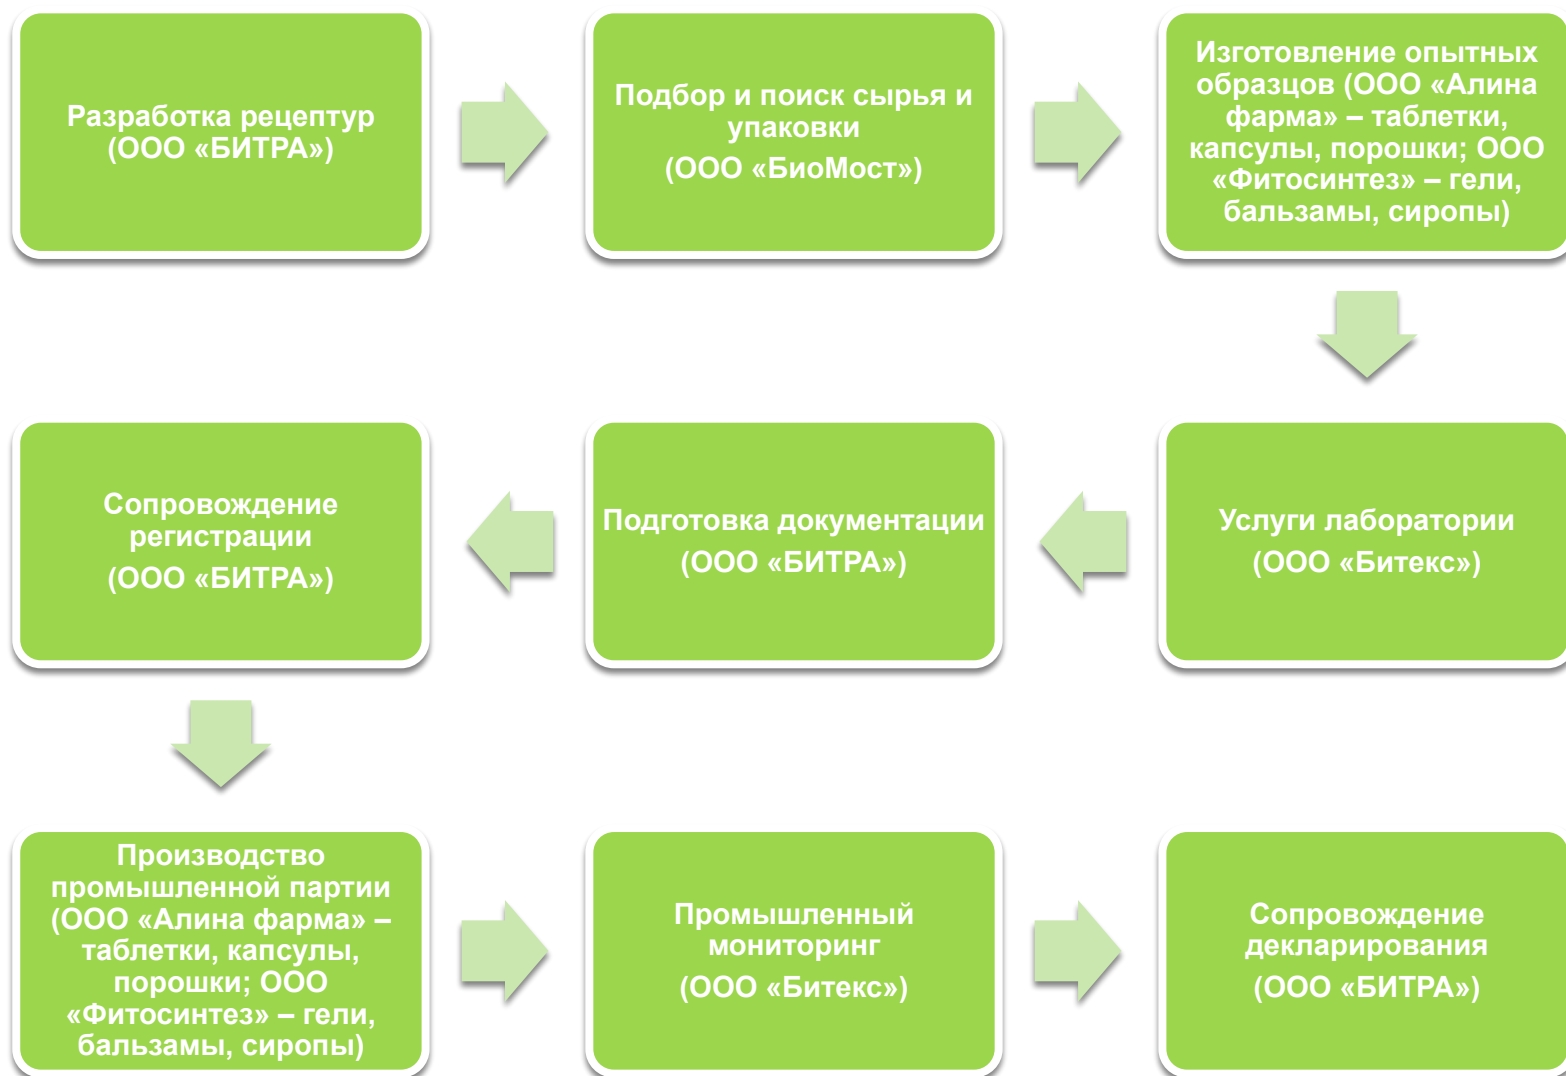 Разработка рецептур
(ООО «БИТРА»)
Подбор и поиск сырья и
упаковки
(ООО «БиоМост»)
Изготовление опытных
образцов (ООО «Алина
фарма» – таблетки,
капсулы, порошки; ООО
«Фитосинтез» – гели,
бальзамы, сиропы)
Услуги лаборатории
(ООО «Битекс»)
Подготовка документации
(ООО «БИТРА»)
Сопровождение
регистрации
(ООО «БИТРА»)
Производство
промышленной партии
(ООО «Алина фарма» –
таблетки, капсулы,
порошки; ООО
«Фитосинтез» – гели,
бальзамы, сиропы)
Промышленный
мониторинг
(ООО «Битекс»)
Сопровождение
декларирования
(ООО «БИТРА»)